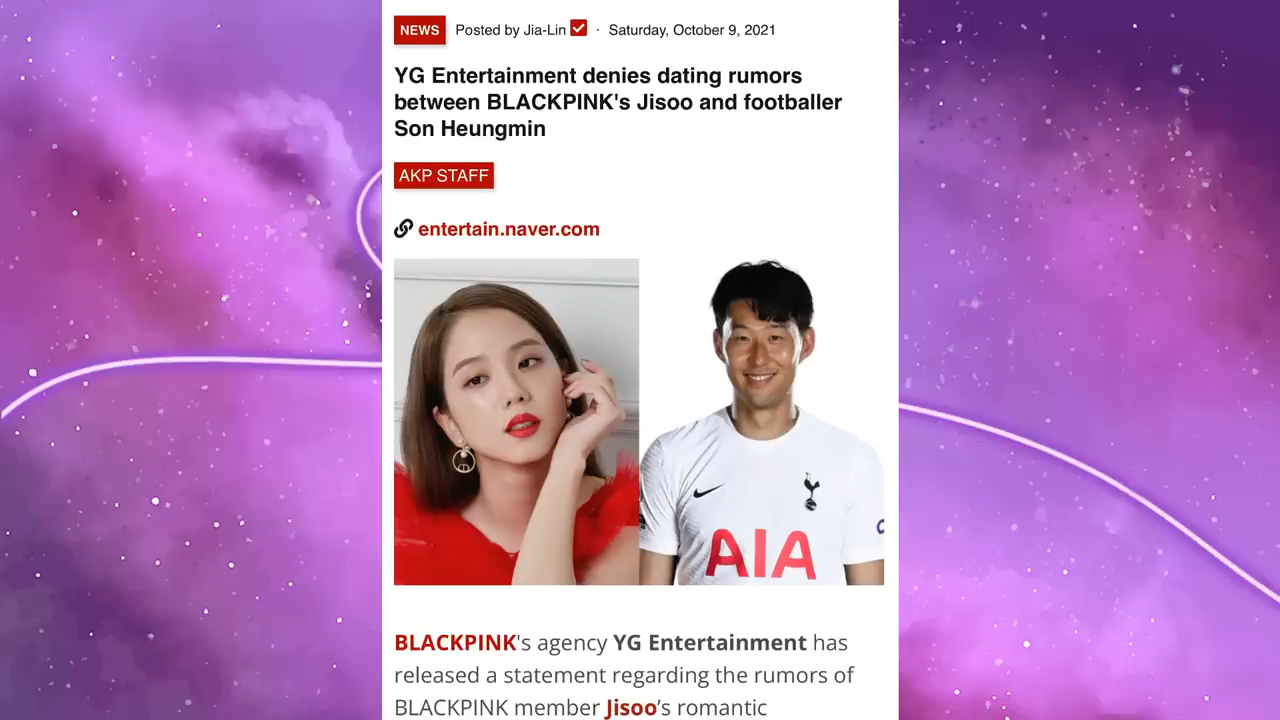 NEWS Posted by Jia-Lin · Saturday, October 9, 2021
YG Entertainment denies dating rumors
between BLACKPINK's Jisoo and footballer
Son Heungmin
AKP STAFF
entertain.naver.com
AIA
BLACKPINK's agency YG Entertainment has
released a statement regarding the rumors of
BLACKPINK member Jisoo's romantic